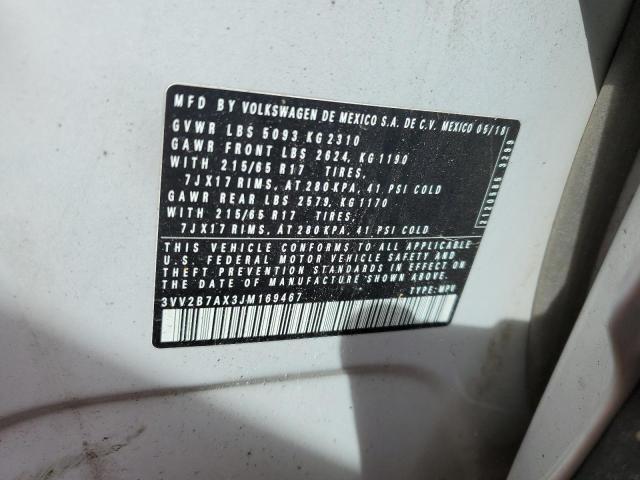 MFD BY VOLKSWAGEN DE MEXICO S.A. DE C.V. MEXICO 05/18
GVWR LBS 5093 KG 2310
GAWR FRONT LBS 2624, KG 1190
WITH 215/65 R17 TIRES,
7JX17 RIMS, AT 280 KPA, 41 PSI COLD
GAWR REAR LBS 2579, KG 1170
WITH 215/65 R17 TIRES,
7JX17 RIMS, AT 280 KPA, 41 PSI COLD
THIS VEHICLE CONFORMS TO ALL APPLICABLE
U.S. FEDERAL MOTOR VEHICLE SAFETY AND
THEFT PREVENTION STANDARDS IN EFFECT ON
THE DATE OF MANUFACTURE SHOWN ABOVE.
3VV2B7AX3JM169467 TYPE: MPV
2120685 3299